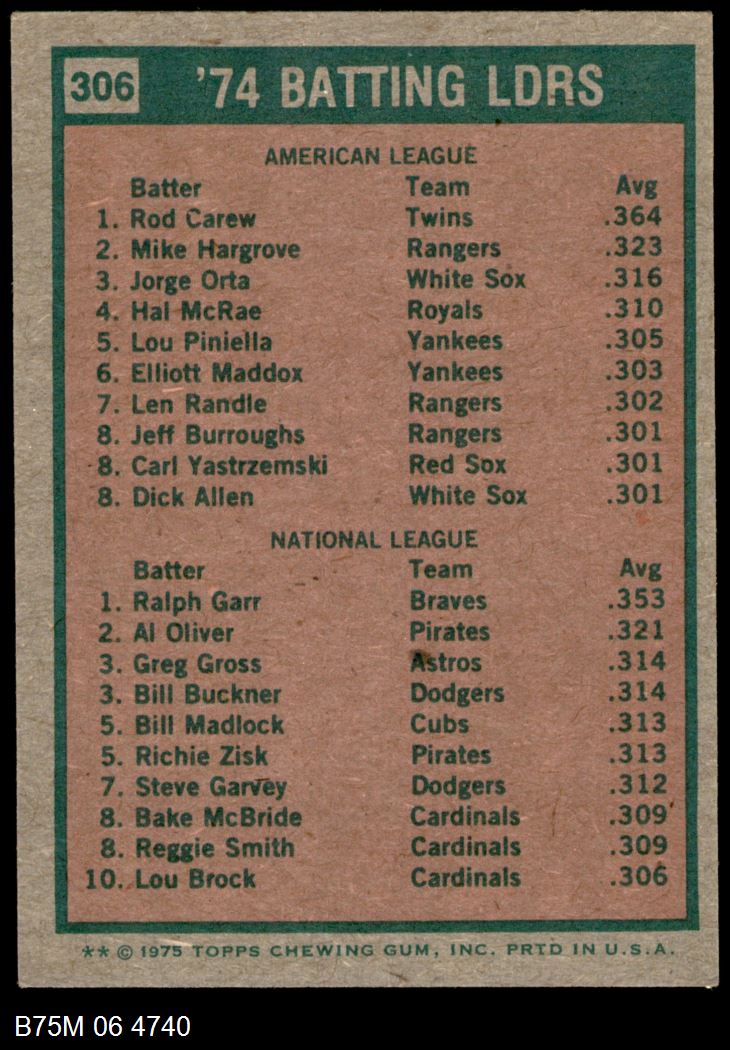 306 '74 BATTING LDRS
AMERICAN LEAGUE
Batter Team Avg
1. Rod Carew Twins .364
2. Mike Hargrove Rangers .323
3. Jorge Orta White Sox .316
4. Hal McRae Royals .310
5. Lou Piniella Yankees .305
6. Elliott Maddox Yankees .303
7. Len Randle Rangers .302
8. Jeff Burroughs Rangers .301
8. Carl Yastrzemski Red Sox .301
8. Dick Allen White Sox .301
NATIONAL LEAGUE
Batter Team Avg
1. Ralph Garr Braves .353
2. Al Oliver Pirates .321
3. Greg Gross Astros .314
3. Bill Buckner Dodgers .314
5. Bill Madlock Cubs .313
5. Richie Zisk Pirates .313
7. Steve Garvey Dodgers .312
8. Bake McBride Cardinals .309
8. Reggie Smith Cardinals .309
10. Lou Brock Cardinals .306
** © 1975 TOPPS CHEWING GUM, INC. PRTD IN U.S.A.
B75M 06 4740